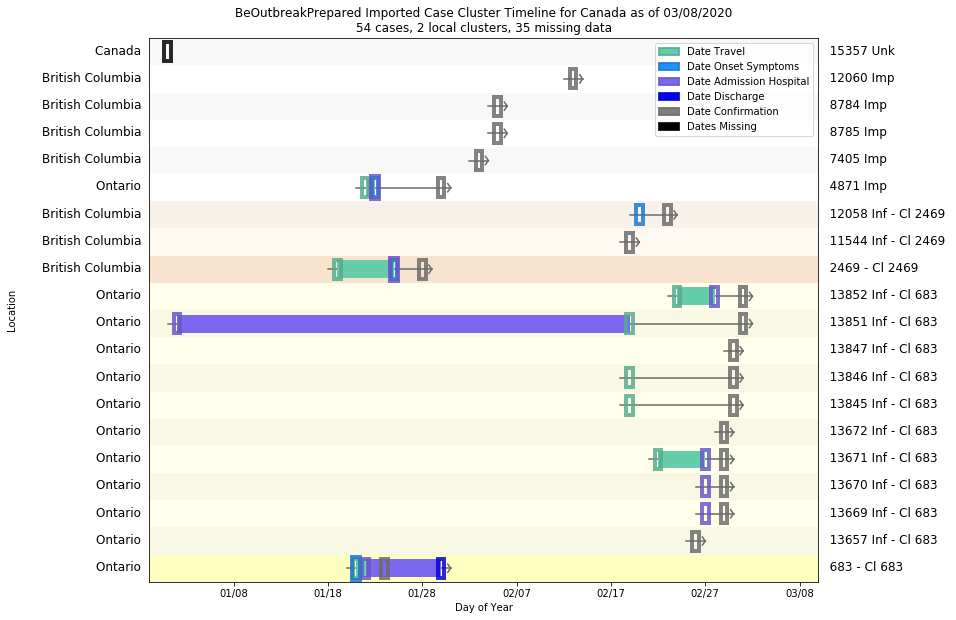 BeOutbreakPrepared Imported Case Cluster Timeline for Canada as of 03/08/2020
54 cases, 2 local clusters, 35 missing data
Date Travel
Date Onset Symptoms
Date Admission Hospital
Date Discharge
Date Confirmation
Dates Missing
Location
Canada 15357 Unk
British Columbia 12060 Imp
British Columbia 8784 Imp
British Columbia 8785 Imp
British Columbia 7405 Imp
Ontario 4871 Imp
British Columbia 12058 Inf - Cl 2469
British Columbia 11544 Inf - Cl 2469
British Columbia 2469 - Cl 2469
Ontario 13852 Inf - Cl 683
Ontario 13851 Inf - Cl 683
Ontario 13847 Inf - Cl 683
Ontario 13846 Inf - Cl 683
Ontario 13845 Inf - Cl 683
Ontario 13672 Inf - Cl 683
Ontario 13671 Inf - Cl 683
Ontario 13670 Inf - Cl 683
Ontario 13669 Inf - Cl 683
Ontario 13657 Inf - Cl 683
Ontario 683 - Cl 683
01/08 01/18 01/28 02/07 02/17 02/27 03/08
Day of Year